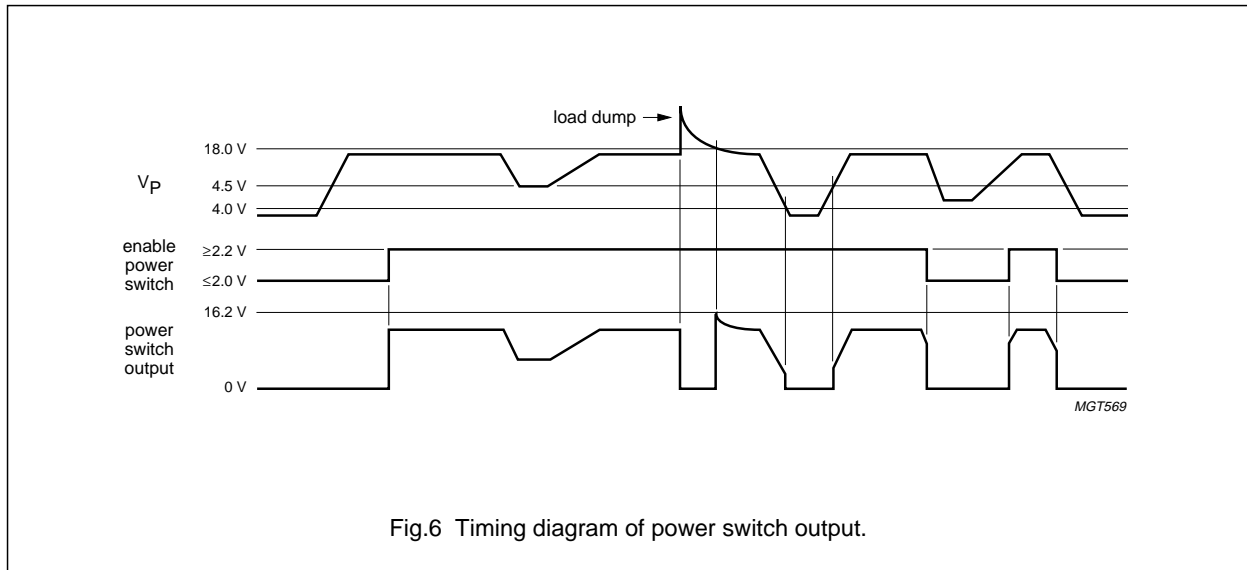 load dump
18.0 V
VP
4.5 V
4.0 V
enable
power
switch
≥2.2 V
≤2.0 V
16.2 V
power
switch
output
0 V
MGT569
Fig.6 Timing diagram of power switch output.